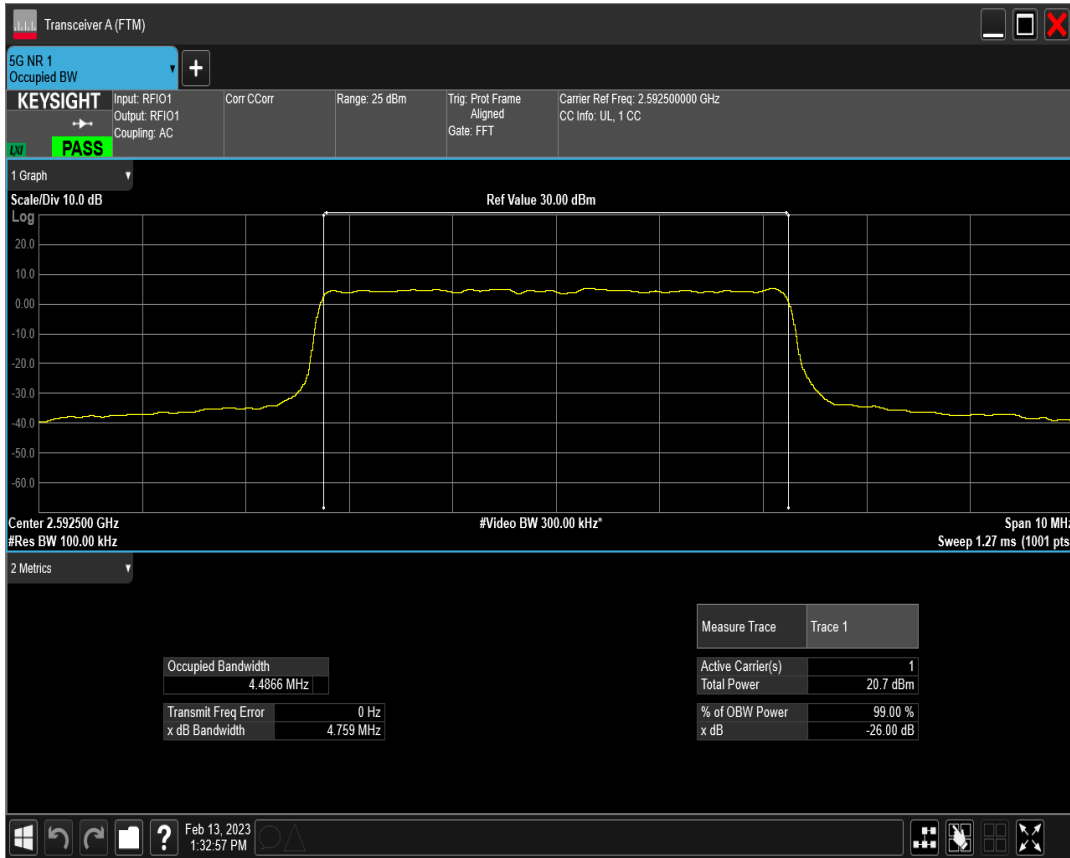 Transceiver A (FTM)
5G NR 1
Occupied BW
+
KEYSIGHT
LXI
PASS
Input: RFIO1
Output: RFIO1
Coupling: AC
Corr CCorr
Range: 25 dBm
Trig: Prot Frame
Aligned
Gate: FFT
Carrier Ref Freq: 2.592500000 GHz
CC Info: UL, 1 CC
1 Graph
Scale/Div 10.0 dB
Ref Value 30.00 dBm
Log
20.0
10.0
0.00
-10.0
-20.0
-30.0
-40.0
-50.0
-60.0
Center 2.592500 GHz
#Video BW 300.00 kHz*
Span 10 MHz
#Res BW 100.00 kHz
Sweep 1.27 ms (1001 pts
2 Metrics
Measure Trace Trace 1
Occupied Bandwidth
4.4866 MHz
Active Carrier(s) 1
Total Power 20.7 dBm
Transmit Freq Error 0 Hz
x dB Bandwidth 4.759 MHz
% of OBW Power 99.00 %
x dB -26.00 dB
?
Feb 13, 2023
1:32:57 PM